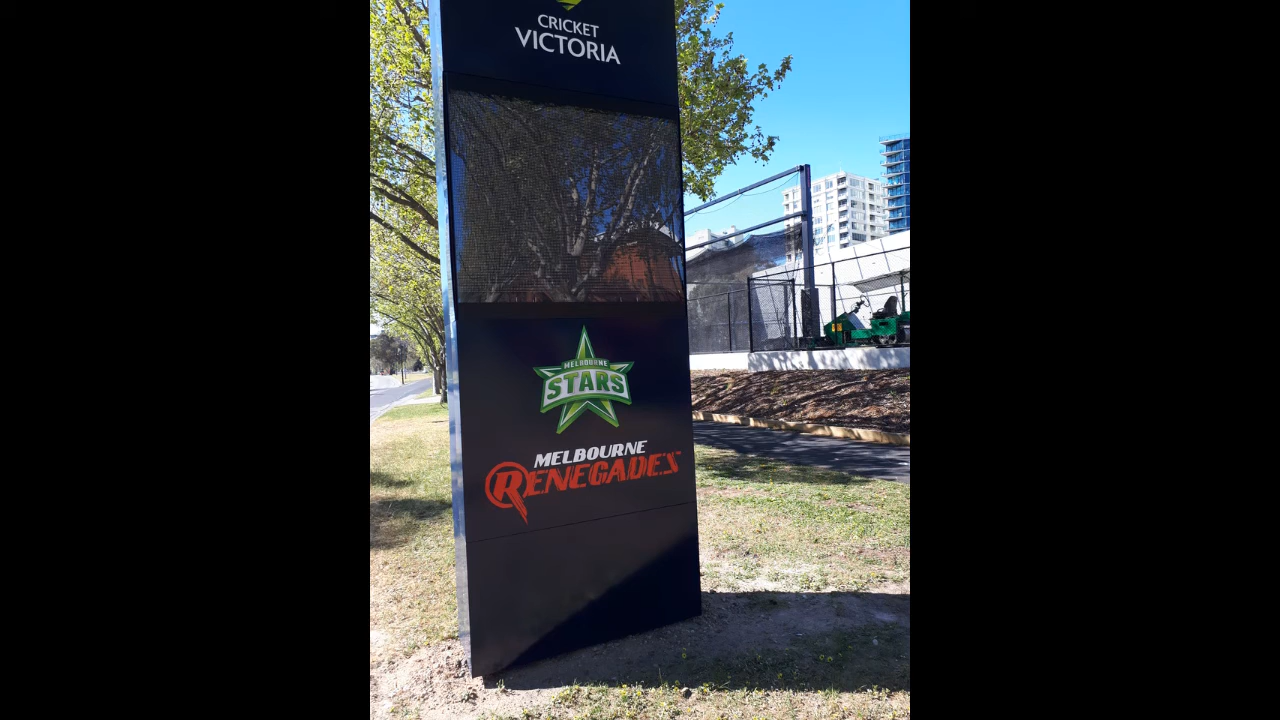 CRICKET
VICTORIA
MELBOURNE
STARS
MELBOURNE
RENEGADES